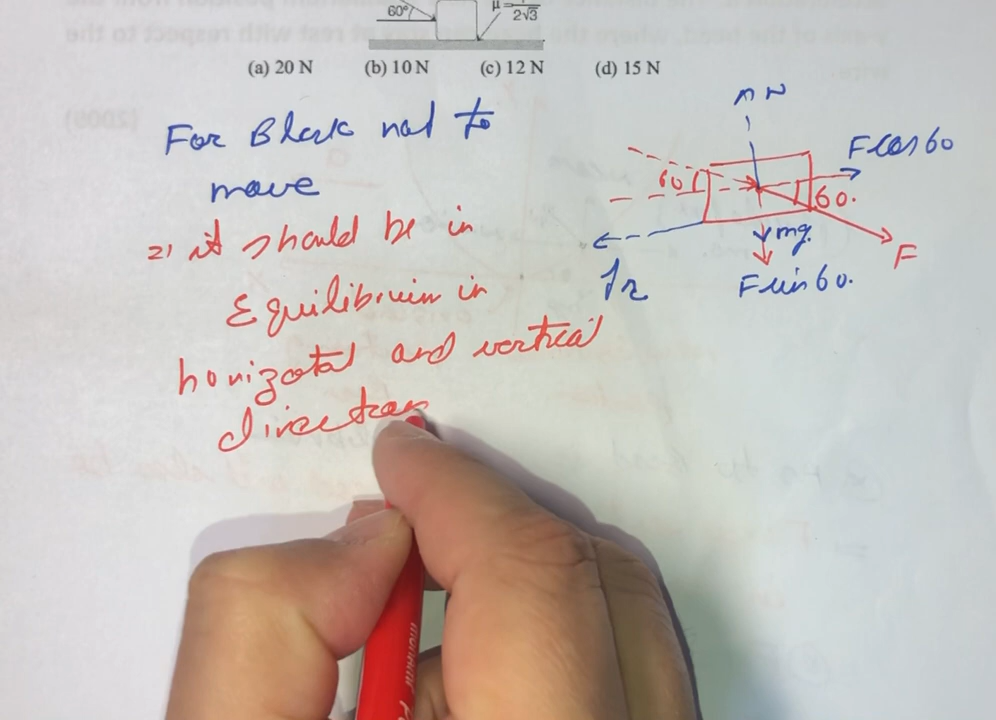 60°
μ = 1/2√3
(a) 20 N (b) 10 N (c) 12 N (d) 15 N
For Block not to
move
it should be in
Equilibrium in
horizotal and vertical
direction
N
F cos 60
60
60.
mg.
F
fr
F sin 60.